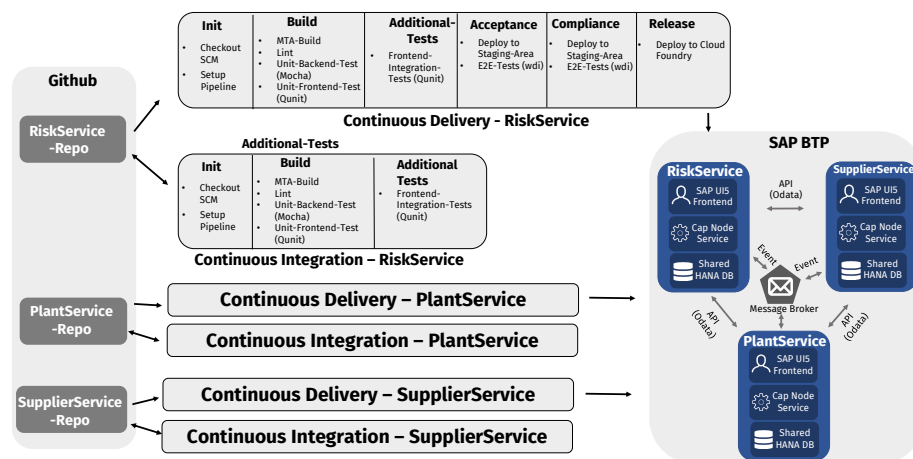 Github
RiskService
-Repo
PlantService
-Repo
SupplierService
-Repo
Init
• Checkout
SCM
• Setup
Pipeline
Build
• MTA-Build
• Lint
• Unit-Backend-Test
(Mocha)
• Unit-Frontend-Test
(Qunit)
Additional-
Tests
• Frontend-
Integration-
Tests (Qunit)
Acceptance
• Deploy to
Staging-Area
• E2E-Tests (wdi)
Compliance
• Deploy to
Staging-Area
• E2E-Tests (wdi)
Release
• Deploy to Cloud
Foundry
Continuous Delivery - RiskService
Additional-Tests
Init
• Checkout
SCM
• Setup
Pipeline
Build
• MTA-Build
• Lint
• Unit-Backend-Test
(Mocha)
• Unit-Frontend-Test
(Qunit)
Additional
Tests
• Frontend-
Integration-Tests
(Qunit)
Continuous Integration – RiskService
Continuous Delivery – PlantService
Continuous Integration – PlantService
Continuous Delivery – SupplierService
Continuous Integration – SupplierService
SAP BTP
RiskService
SAP UI5
Frontend
Cap Node
Service
Shared
HANA DB
API
(Odata)
SupplierService
SAP UI5
Frontend
Cap Node
Service
Shared
HANA DB
Event
Event
Message Broker
API
(Odata)
API
(Odata)
PlantService
SAP UI5
Frontend
Cap Node
Service
Shared
HANA DB